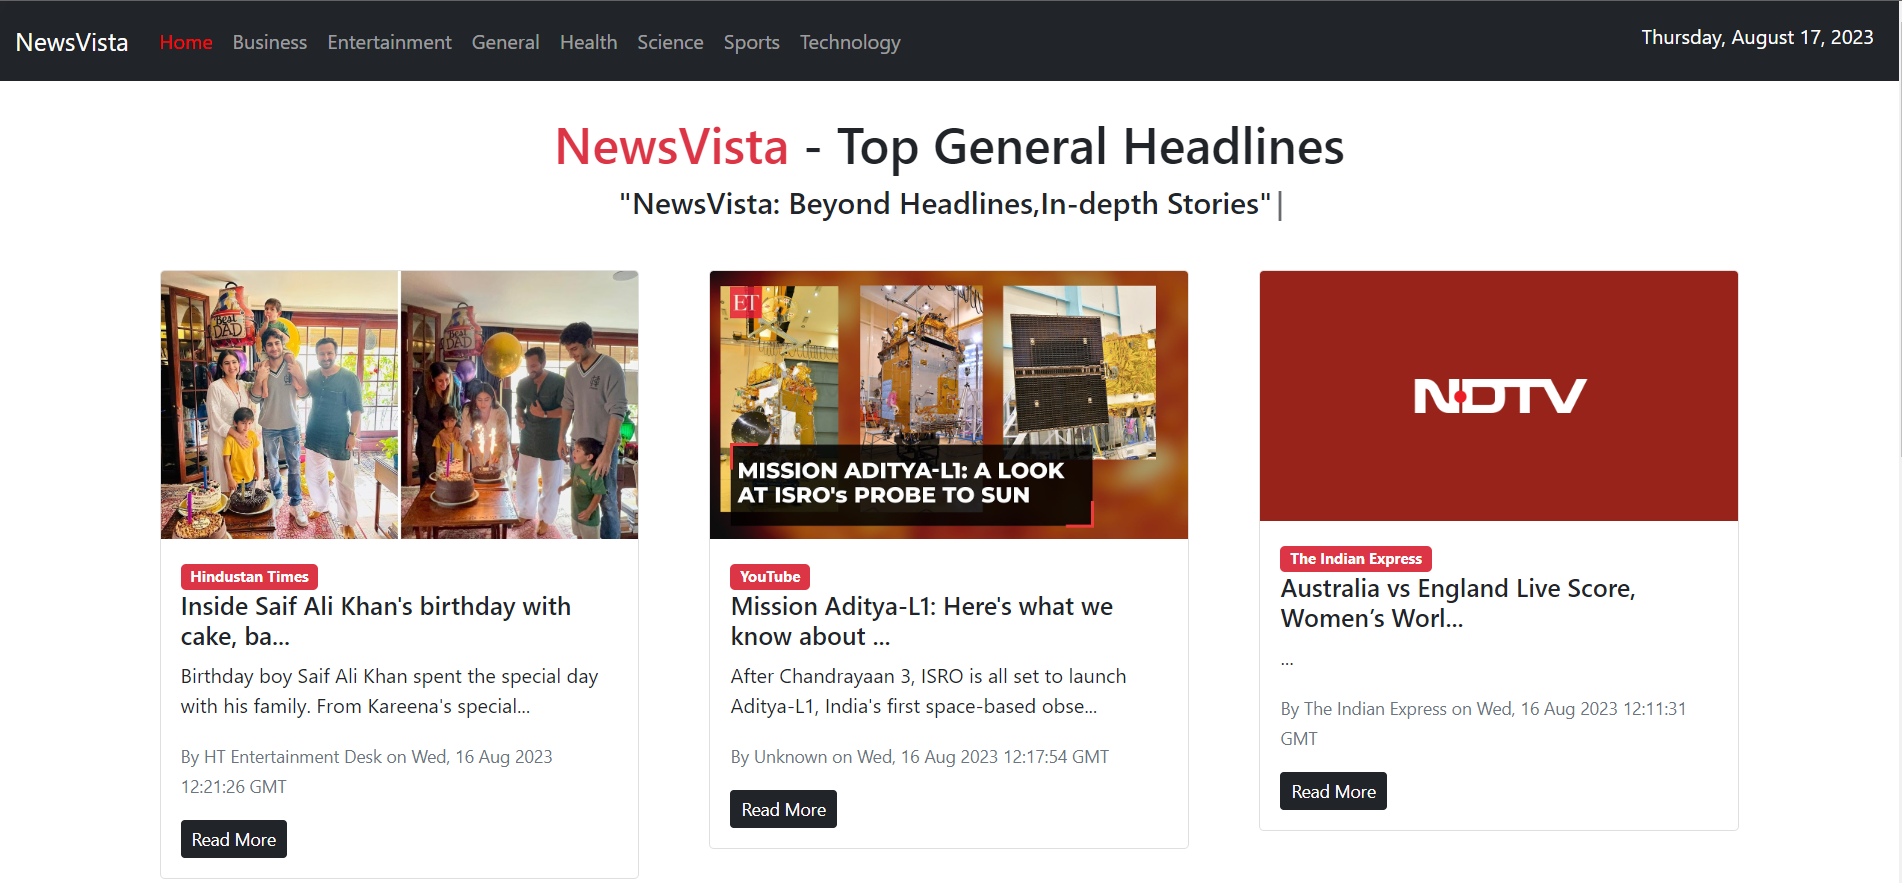 NewsVista Home Business Entertainment General Health Science Sports Technology Thursday, August 17, 2023
NewsVista - Top General Headlines
"NewsVista: Beyond Headlines,In-depth Stories"|
BEST
DAD
Hindustan Times
Inside Saif Ali Khan's birthday with
cake, ba...
Birthday boy Saif Ali Khan spent the special day
with his family. From Kareena's special...
By HT Entertainment Desk on Wed, 16 Aug 2023
12:21:26 GMT
Read More
ET
MISSION ADITYA-L1: A LOOK
AT ISRO's PROBE TO SUN
YouTube
Mission Aditya-L1: Here's what we
know about ...
After Chandrayaan 3, ISRO is all set to launch
Aditya-L1, India's first space-based obse...
By Unknown on Wed, 16 Aug 2023 12:17:54 GMT
Read More
NDTV
The Indian Express
Australia vs England Live Score,
Women’s Worl...
...
By The Indian Express on Wed, 16 Aug 2023 12:11:31
GMT
Read More